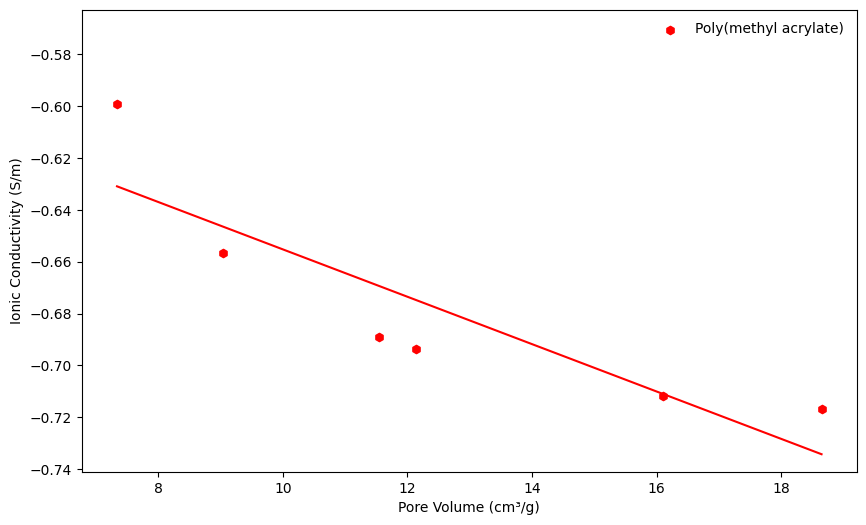 Poly(methyl acrylate)
Ionic Conductivity (S/m)
−0.58
−0.60
−0.62
−0.64
−0.66
−0.68
−0.70
−0.72
−0.74
8 10 12 14 16 18
Pore Volume (cm³/g)